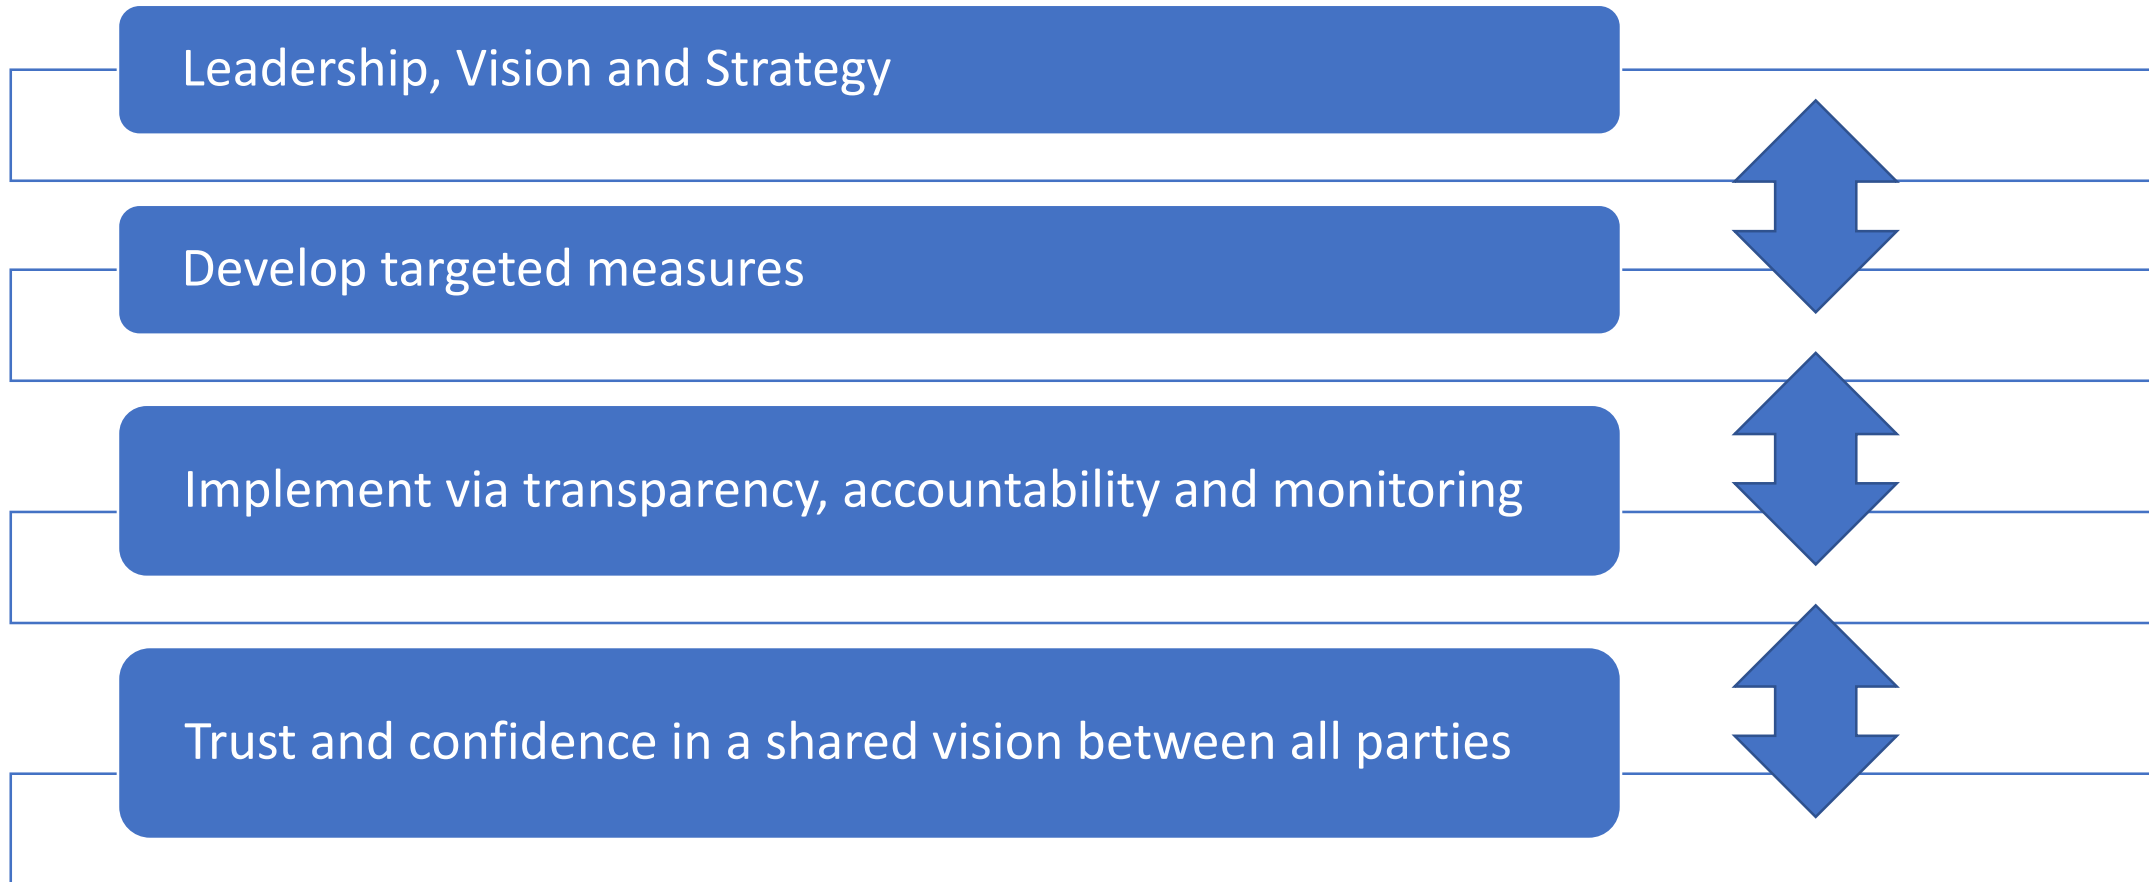 Leadership, Vision and Strategy
Develop targeted measures
Implement via transparency, accountability and monitoring
Trust and confidence in a shared vision between all parties